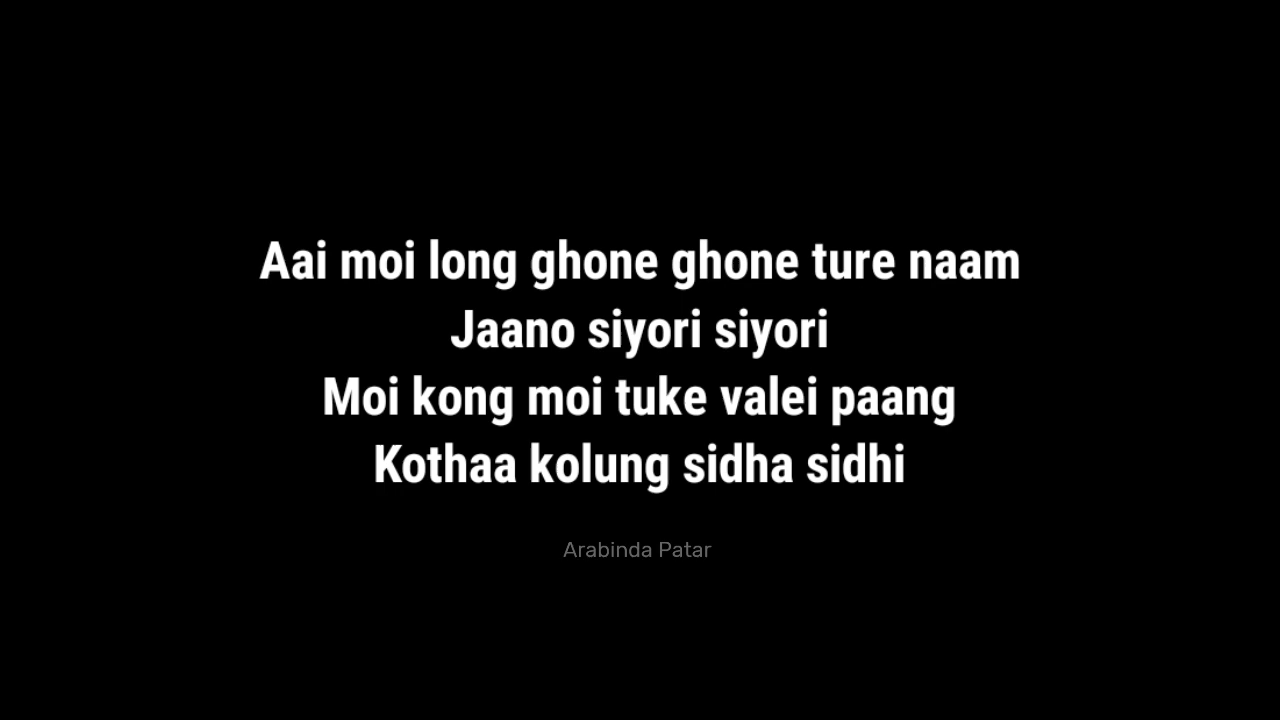 Aai moi long ghone ghone ture naam
Jaano siyori siyori
Moi kong moi tuke valei paang
Kothaa kolung sidha sidhi
Arabinda Patar